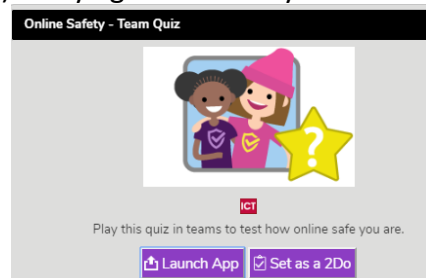 Online Safety - Team Quiz
?
ICT
Play this quiz in teams to test how online safe you are.
Launch App
Set as a 2Do